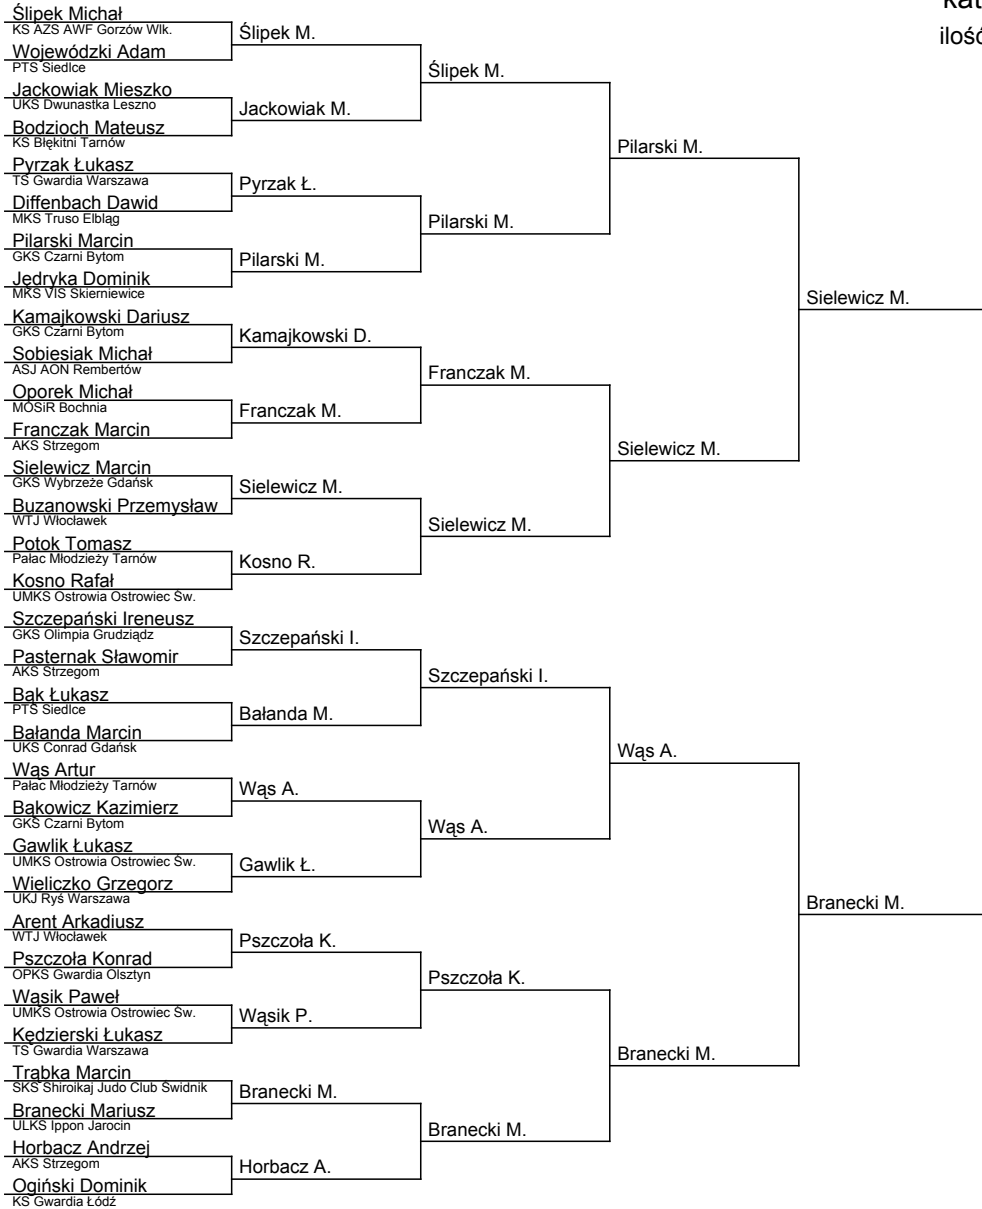 kat
ilość
Ślipek Michał
KS AZS AWF Gorzów Wlk.
Wojewódzki Adam
PTS Siedlce
Jackowiak Mieszko
UKS Dwunastka Leszno
Bodzioch Mateusz
KS Błękitni Tarnów
Pyrzak Łukasz
TS Gwardia Warszawa
Diffenbach Dawid
MKS Truso Elbląg
Pilarski Marcin
GKS Czarni Bytom
Jędryka Dominik
MKS VIS Skierniewice
Kamajkowski Dariusz
GKS Czarni Bytom
Sobiesiak Michał
ASJ AON Rembertów
Oporek Michał
MOSiR Bochnia
Franczak Marcin
AKS Strzegom
Sielewicz Marcin
GKS Wybrzeże Gdańsk
Buzanowski Przemysław
WTJ Włocławek
Potok Tomasz
Pałac Młodzieży Tarnów
Kosno Rafał
UMKS Ostrowia Ostrowiec Św.
Szczepański Ireneusz
GKS Olimpia Grudziądz
Pasternak Sławomir
AKS Strzegom
Bąk Łukasz
PTS Siedlce
Bałanda Marcin
UKS Conrad Gdańsk
Wąs Artur
Pałac Młodzieży Tarnów
Bąkowicz Kazimierz
GKS Czarni Bytom
Gawlik Łukasz
UMKS Ostrowia Ostrowiec Św.
Wieliczko Grzegorz
UKJ Ryś Warszawa
Arent Arkadiusz
WTJ Włocławek
Pszczoła Konrad
OPKS Gwardia Olsztyn
Wąsik Paweł
UMKS Ostrowia Ostrowiec Św.
Kędzierski Łukasz
TS Gwardia Warszawa
Trąbka Marcin
SKS Shiroikaj Judo Club Świdnik
Branecki Mariusz
ULKS Ippon Jarocin
Horbacz Andrzej
AKS Strzegom
Ogiński Dominik
KS Gwardia Łódź
Ślipek M.
Jackowiak M.
Pyrzak Ł.
Pilarski M.
Kamajkowski D.
Franczak M.
Sielewicz M.
Kosno R.
Szczepański I.
Bałanda M.
Wąs A.
Gawlik Ł.
Pszczoła K.
Wąsik P.
Branecki M.
Horbacz A.
Ślipek M.
Pilarski M.
Franczak M.
Sielewicz M.
Szczepański I.
Wąs A.
Pszczoła K.
Branecki M.
Pilarski M.
Sielewicz M.
Wąs A.
Branecki M.
Sielewicz M.
Branecki M.